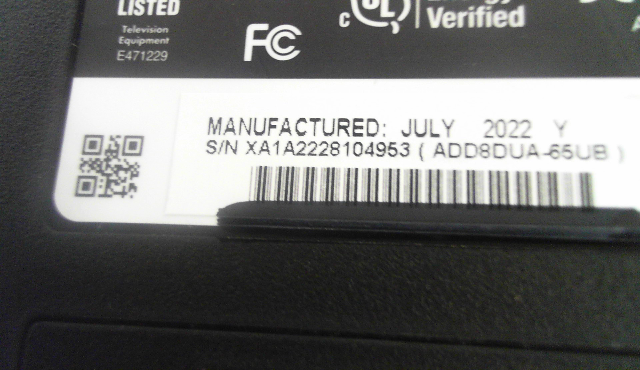 LISTED
Television
Equipment
E471229
FC
c UL
Verified
MANUFACTURED: JULY 2022 Y
S/N XA1A2228104953 ( ADD8DUA-65UB )